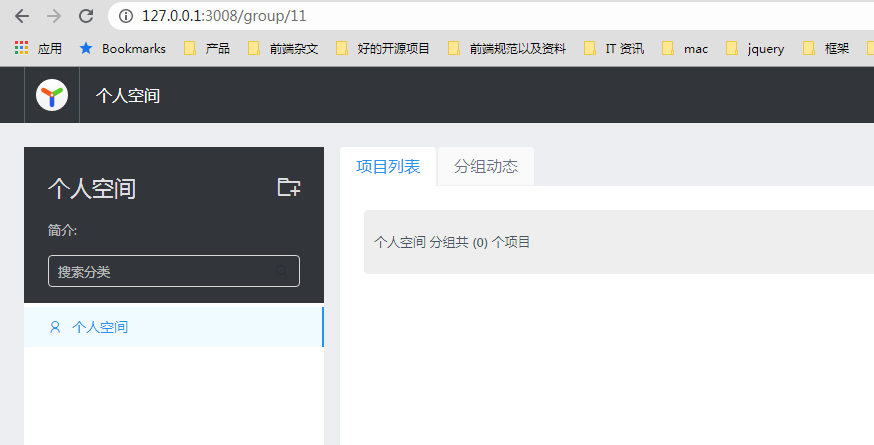 127.0.0.1:3008/group/11
应用 Bookmarks 产品 前端杂文 好的开源项目 前端规范以及资料 IT 资讯 mac jquery 框架
个人空间
个人空间
简介:
搜索分类
个人空间
项目列表 分组动态
个人空间 分组共 (0) 个项目